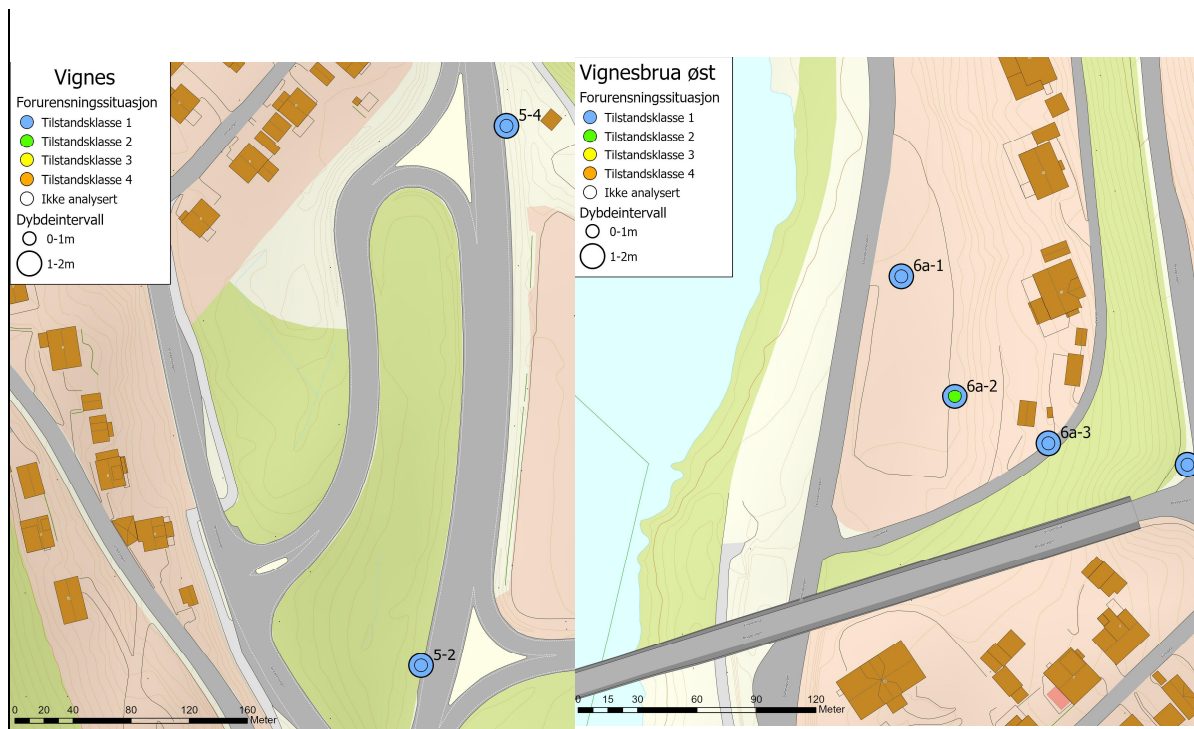 Vignes
Forurensningssituasjon
Tilstandsklasse 1
Tilstandsklasse 2
Tilstandsklasse 3
Tilstandsklasse 4
Ikke analysert
Dybdeintervall
0-1m
1-2m
5-4
5-2
0 20 40 80 120 160
Meter
Vignesbrua øst
Forurensningssituasjon
Tilstandsklasse 1
Tilstandsklasse 2
Tilstandsklasse 3
Tilstandsklasse 4
Ikke analysert
Dybdeintervall
0-1m
1-2m
6a-1
6a-2
6a-3
0 15 30 60 90 120
Meter